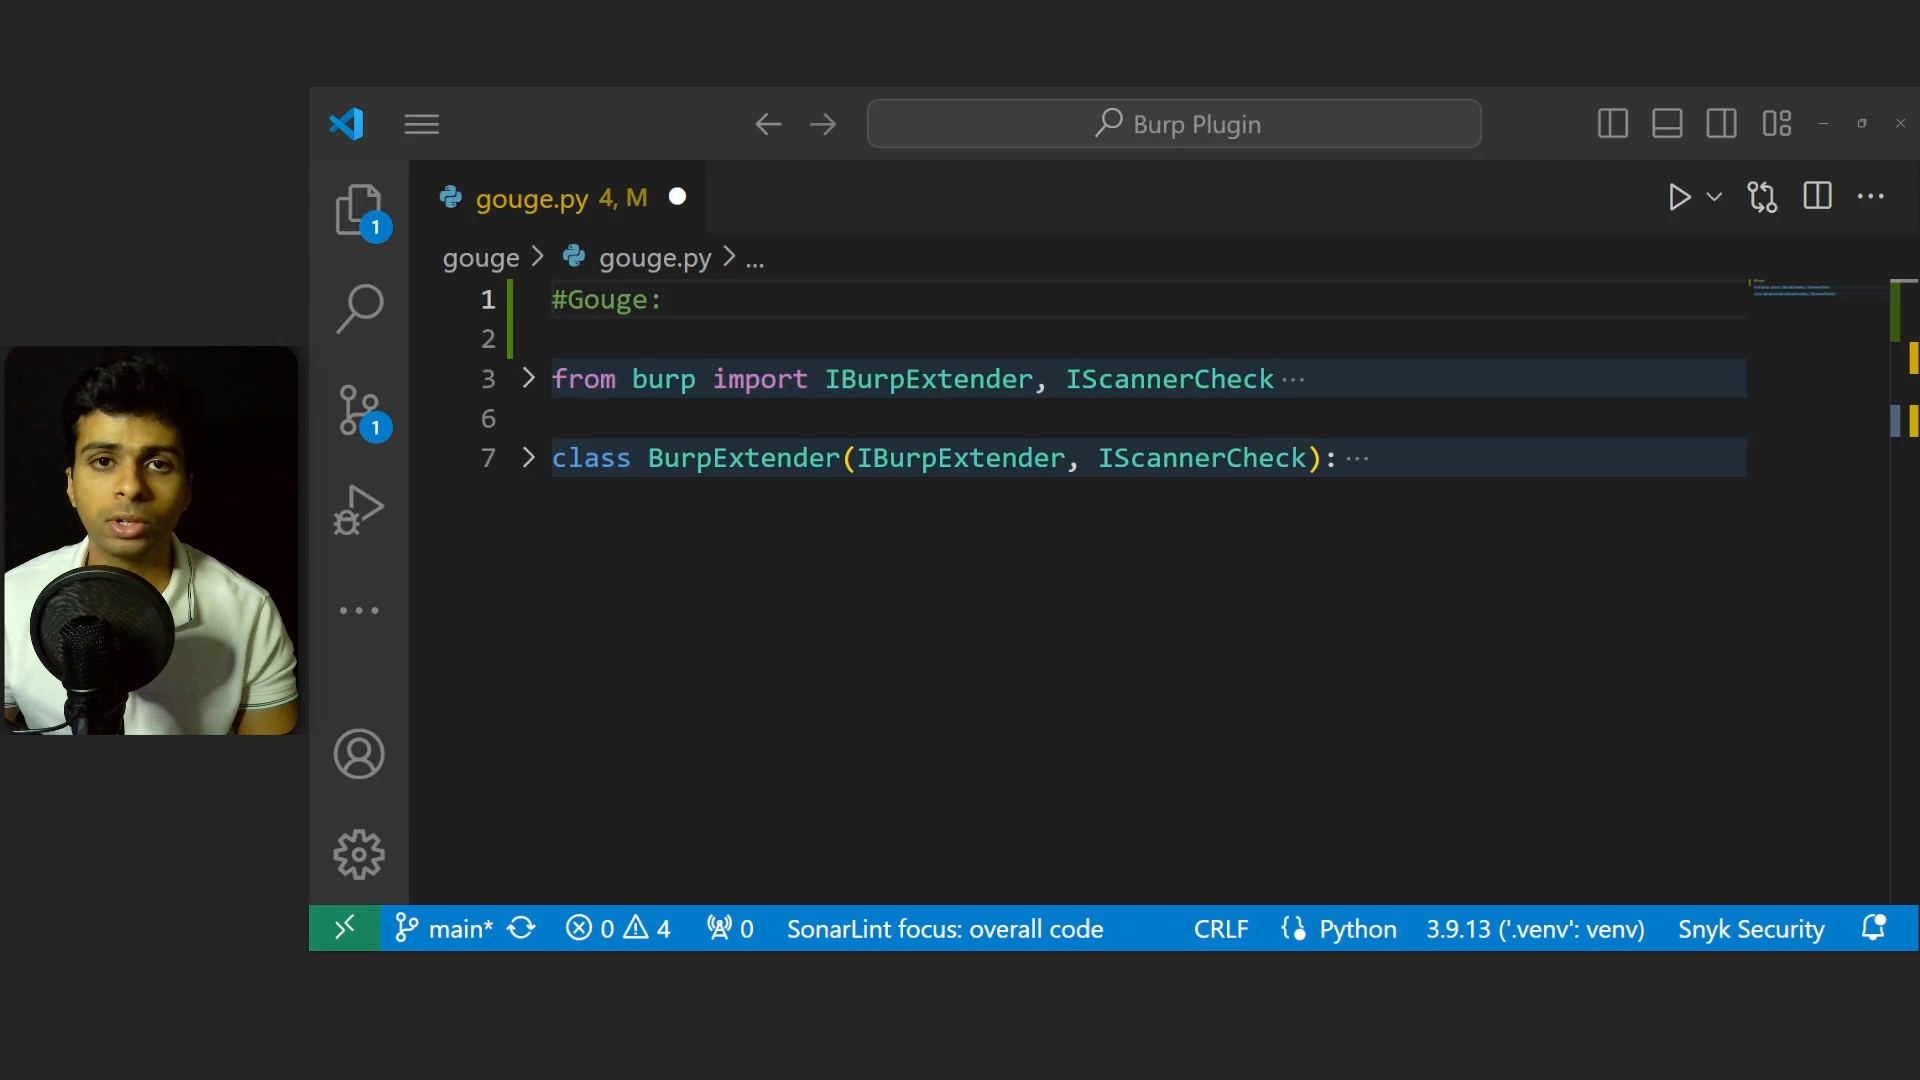 Burp Plugin
gouge.py 4, M
gouge > gouge.py > ...
1 #Gouge:
2
3 from burp import IBurpExtender, IScannerCheck ···
6
7 class BurpExtender(IBurpExtender, IScannerCheck): ···
1
1
main* 0 4 0 SonarLint focus: overall code CRLF Python 3.9.13 ('.venv': venv) Snyk Security